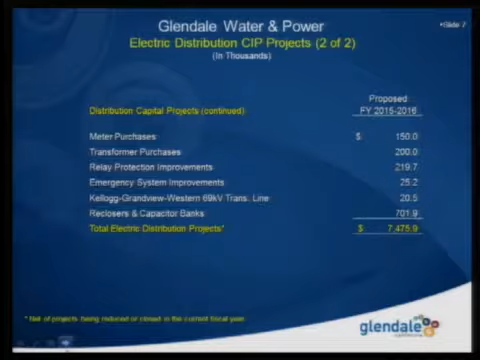 Glendale Water & Power
•Slide 7
Electric Distribution CIP Projects (2 of 2)
(In Thousands)
Proposed
Distribution Capital Projects (continued) FY 2015-2016
Meter Purchases $ 150.0
Transformer Purchases 200.0
Relay Protection Improvements 219.7
Emergency System Improvements 25.2
Kellogg-Grandview-Western 69kV Trans. Line 20.5
Reclosers & Capacitor Banks 701.9
Total Electric Distribution Projects* $ 7,475.9
* Net of projects being reduced or closed in the current fiscal year.
glendale